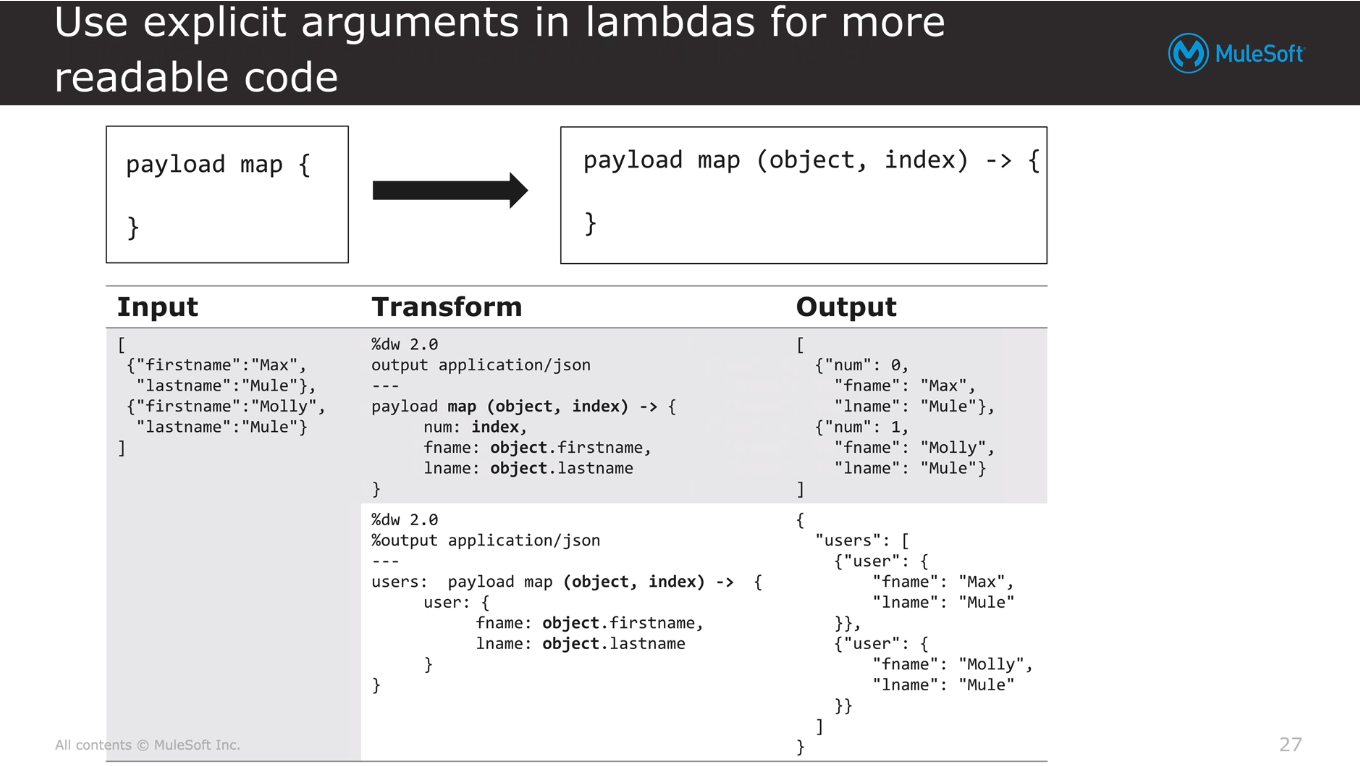 Use explicit arguments in lambdas for more
readable code
MuleSoft
payload map {
}
payload map (object, index) -> {
}
Input
Transform
Output
[
{"firstname":"Max",
"lastname":"Mule"},
{"firstname":"Molly",
"lastname":"Mule"}
]
%dw 2.0
output application/json
---
payload map (object, index) -> {
num: index,
fname: object.firstname,
lname: object.lastname
}
[
{"num": 0,
"fname": "Max",
"lname": "Mule"},
{"num": 1,
"fname": "Molly",
"lname": "Mule"}
]
%dw 2.0
%output application/json
---
users:  payload map (object, index) ->  {
user: {
fname: object.firstname,
lname: object.lastname
}
}
{
"users": [
{"user": {
"fname": "Max",
"lname": "Mule"
}},
{"user": {
"fname": "Molly",
"lname": "Mule"
}}
]
}
All contents © MuleSoft Inc.
27